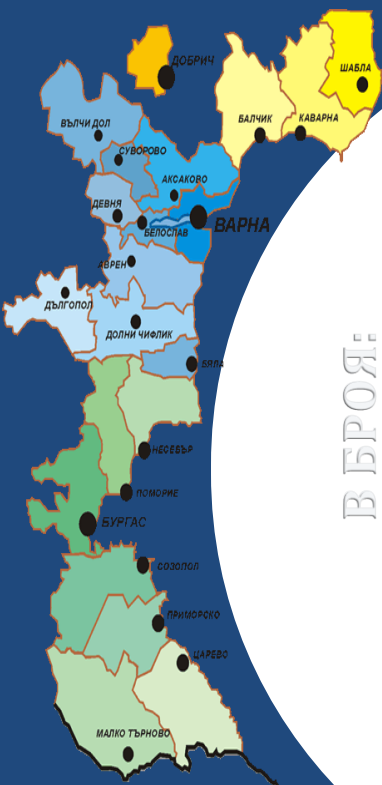 ДОБРИЧ
ШАБЛА
БАЛЧИК
КАВАРНА
ВЪЛЧИ ДОЛ
СУВОРОВО
АКСАКОВО
ДЕВНЯ
ВАРНА
БЕЛОСЛАВ
АВРЕН
ДЪЛГОПОЛ
ДОЛНИ ЧИФЛИК
БЯЛА
НЕСЕБЪР
ПОМОРИЕ
БУРГАС
СОЗОПОЛ
ПРИМОРСКО
ЦАРЕВО
МАЛКО ТЪРНОВО
В БРОЯ: